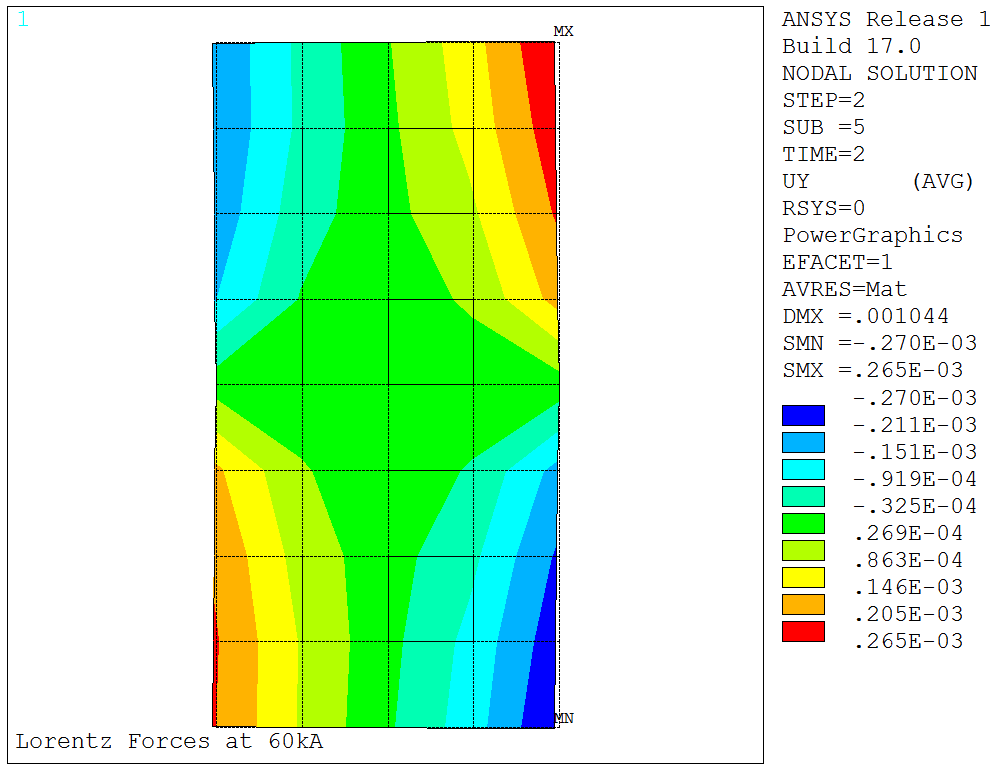 1
MX
MN
Lorentz Forces at 60kA
ANSYS Release 1
Build 17.0
NODAL SOLUTION
STEP=2
SUB =5
TIME=2
UY (AVG)
RSYS=0
PowerGraphics
EFACET=1
AVRES=Mat
DMX =.001044
SMN =-.270E-03
SMX =.265E-03
-.270E-03
-.211E-03
-.151E-03
-.919E-04
-.325E-04
.269E-04
.863E-04
.146E-03
.205E-03
.265E-03